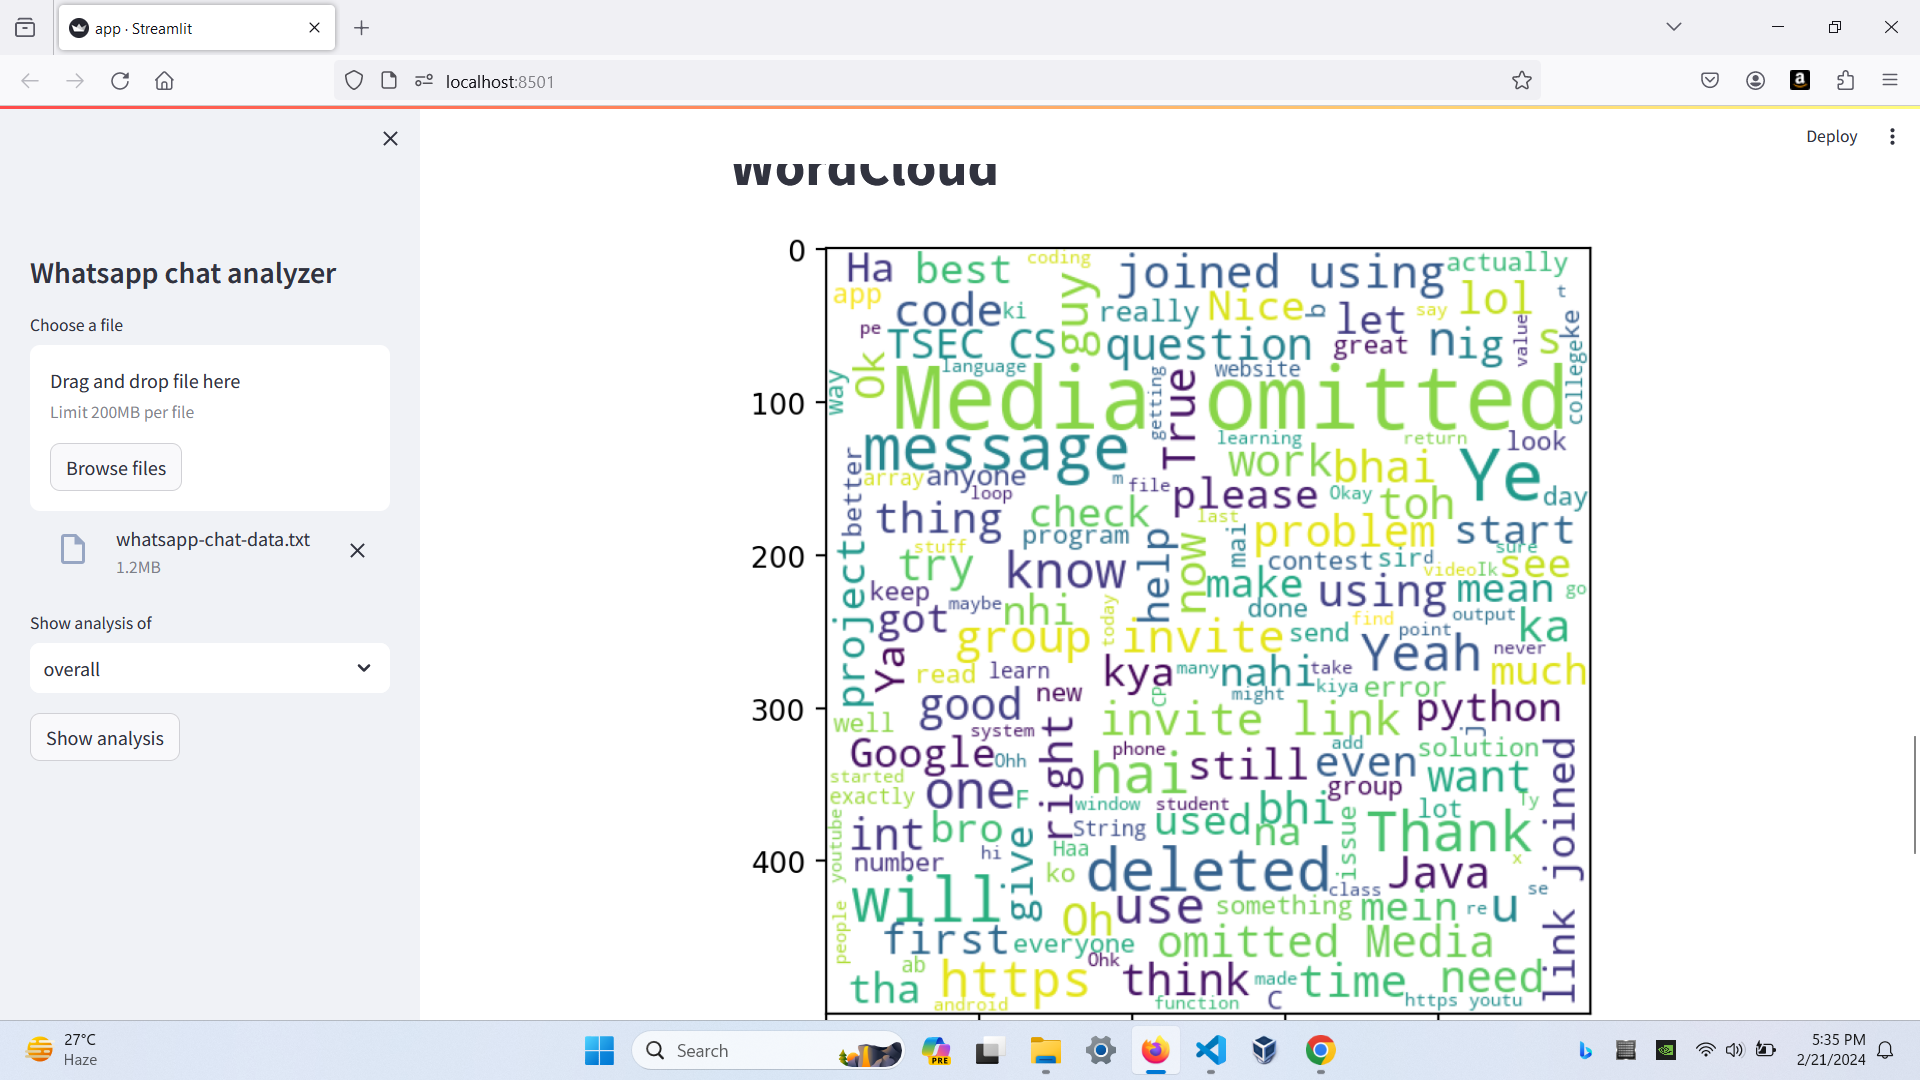 app · Streamlit
localhost:8501
Deploy
Whatsapp chat analyzer
Choose a file
Drag and drop file here
Limit 200MB per file
Browse files
whatsapp-chat-data.txt
1.2MB
Show analysis of
overall
Show analysis
WordCloud
0
100
200
300
400
Ha best coding joined using actually
app code ki guy really Nice b let say lol t
pe TSEC CS question great nig value s ke
way Ok language Media getting True website omitted college
message learning return look
better array anyone m file work bhai Ye day
loop please Okay toh
thing check last problem start
project stuff program help now mail contest sir d sure
try know video Ik see
keep maybe nhi today make done using mean go
got group invite send find point output ka
Ya read learn kya many nahi take Yeah never much
good new CP might kiya error
well system right invite link python j
Google Ohh phone hai still add even solution want
started one F group
exactly window student bhi lot Ty joined
youtube int bro String used na issue Thank
number hi give Haa deleted x
will ko class Java se
people Oh use something mein re u
first everyone omitted Media link
ab https Ohk think made time need
tha android function C https youtu
27°C
Haze
Search
PRE
5:35 PM
2/21/2024